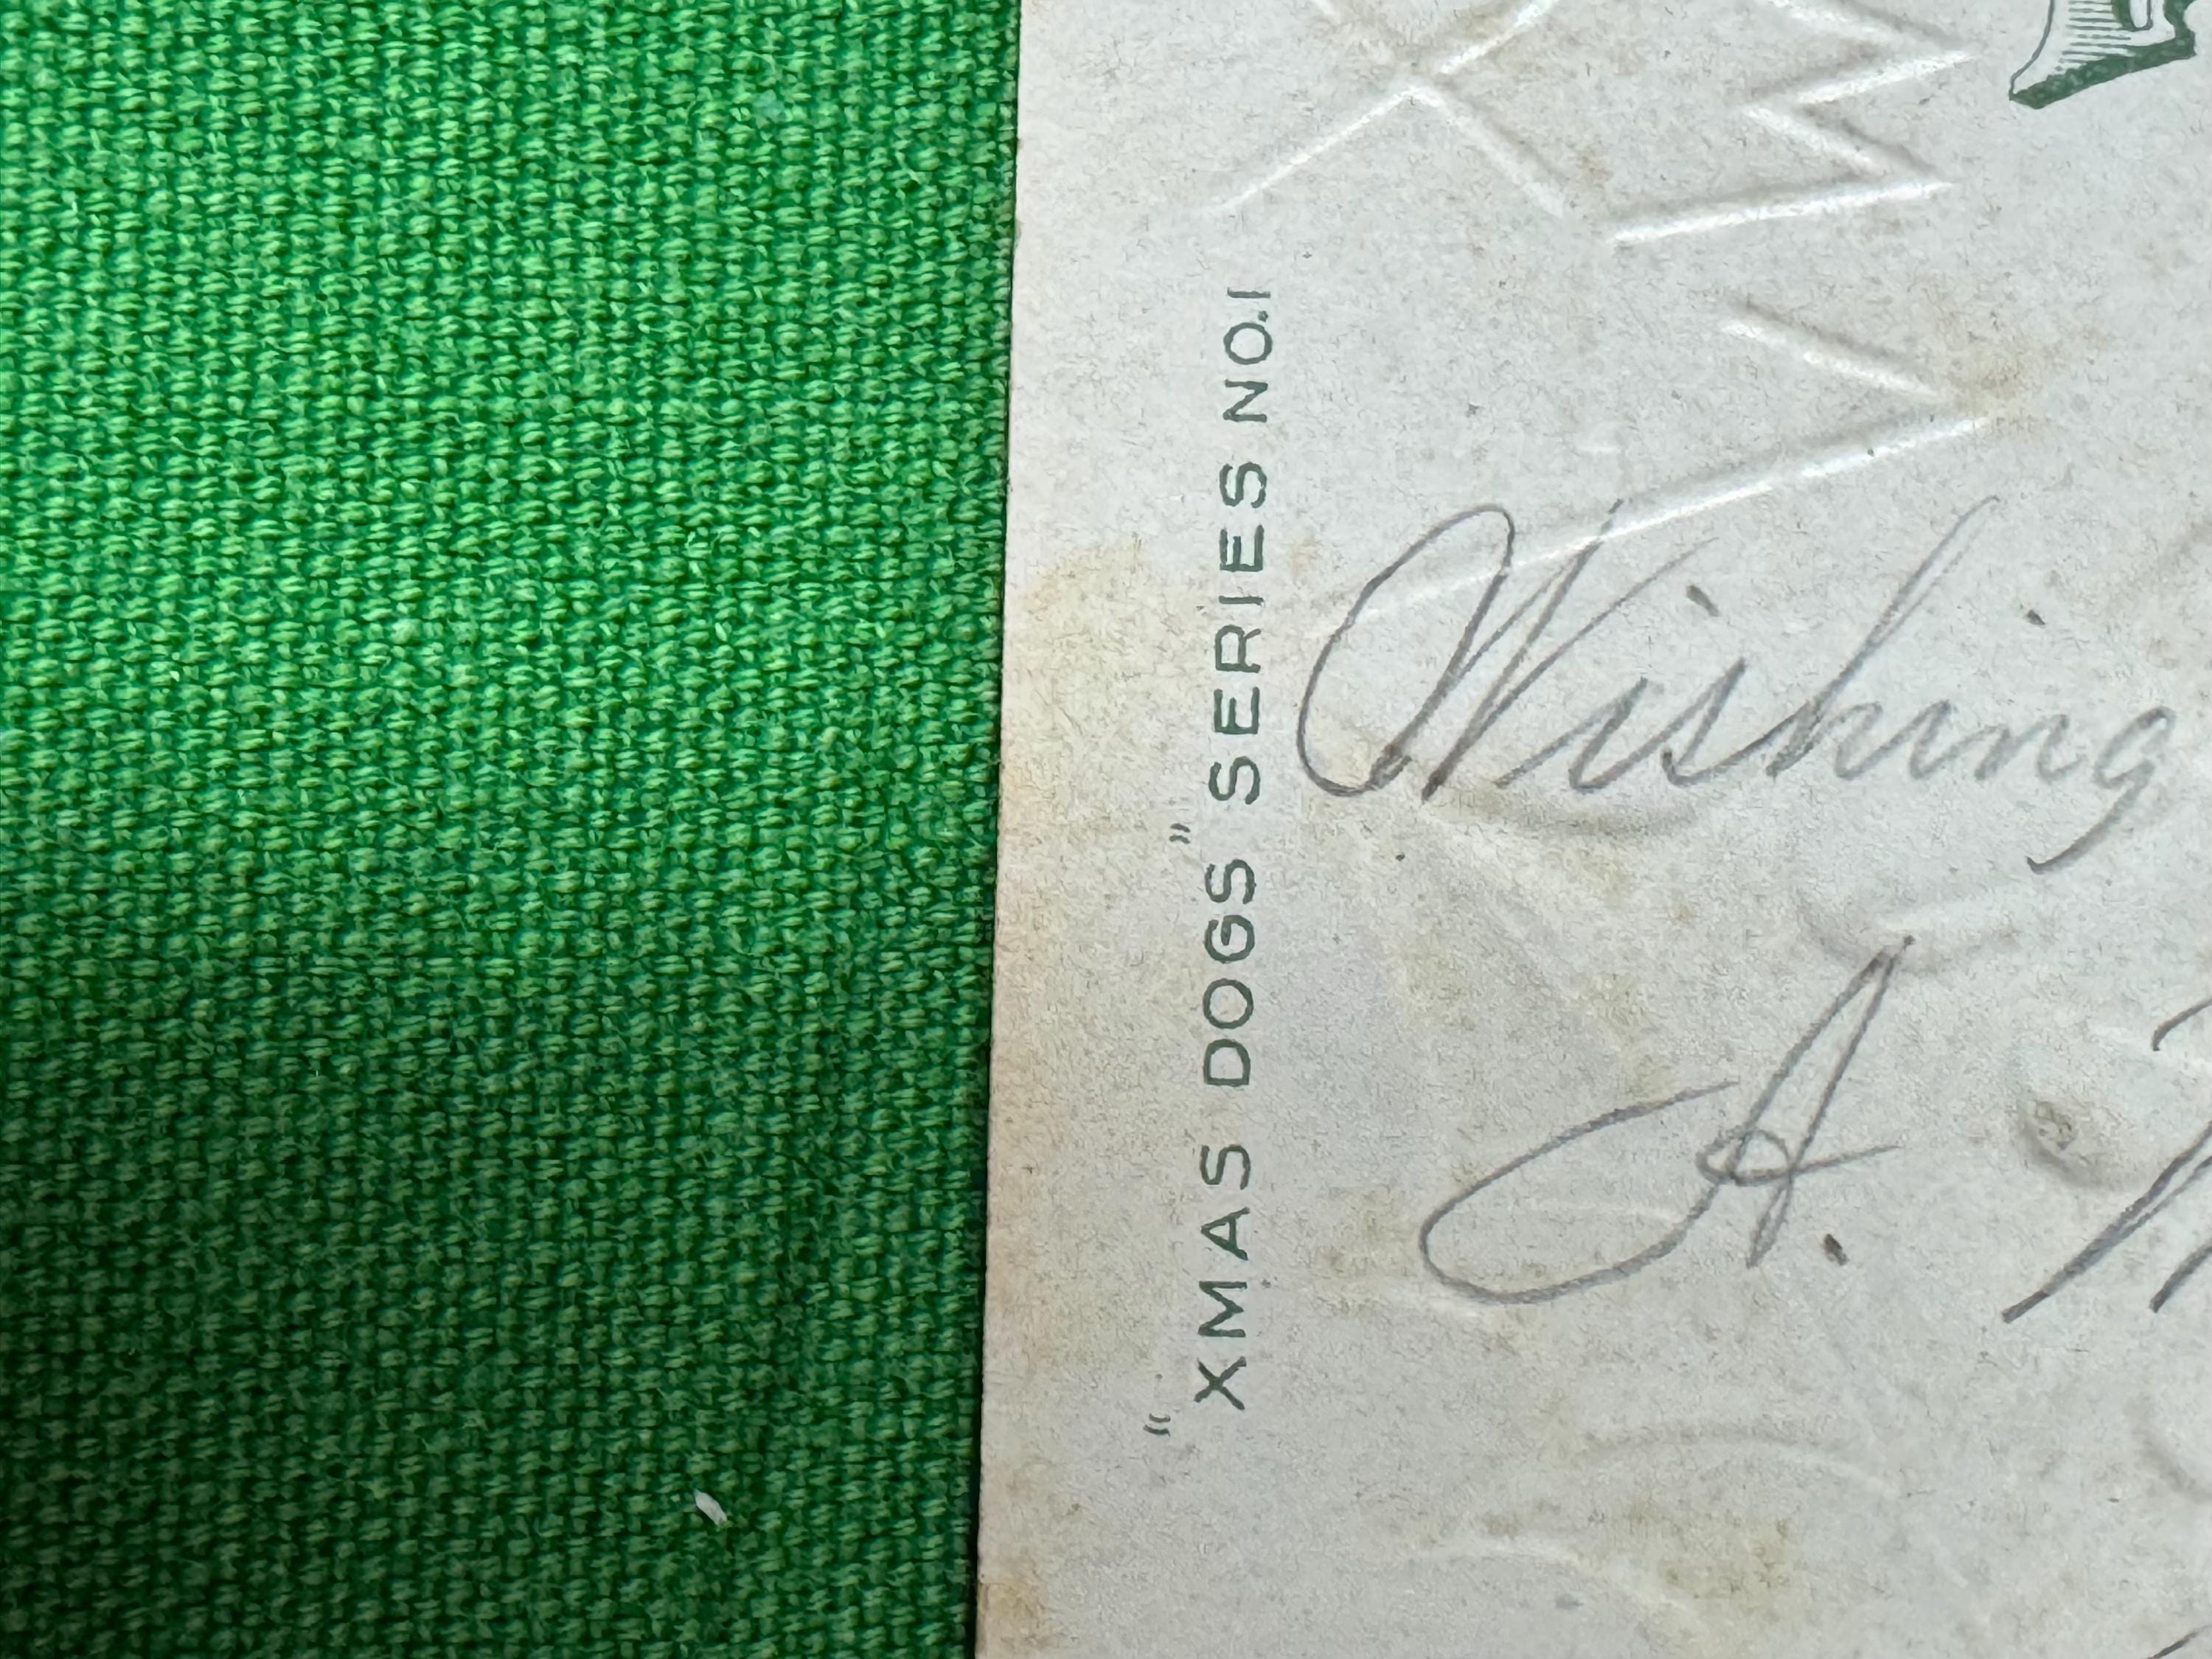 “XMAS DOGS” SERIES NO.1
Wishing
A.